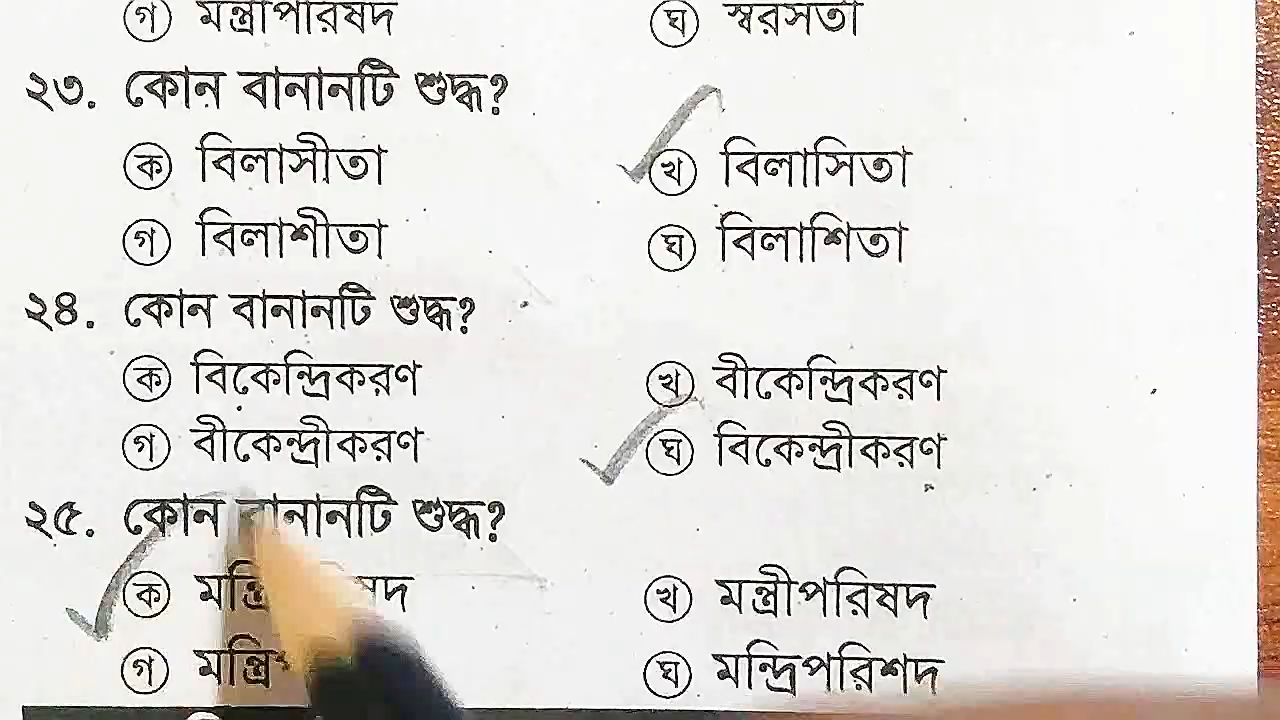 গ মন্ত্রীপরিষদ ঘ স্বরসতী
২৩. কোন বানানটি শুদ্ধ?
ক বিলাসীতা খ বিলাসিতা
গ বিলাশীতা ঘ বিলাশিতা
২৪. কোন বানানটি শুদ্ধ?
ক বিকেন্দ্রিকরণ খ বীকেন্দ্রিকরণ
গ বীকেন্দ্রীকরণ ঘ বিকেন্দ্রীকরণ
২৫. কোন বানানটি শুদ্ধ?
ক খ মন্ত্রীপরিষদ
গ ঘ মন্দ্রিপরিশদ